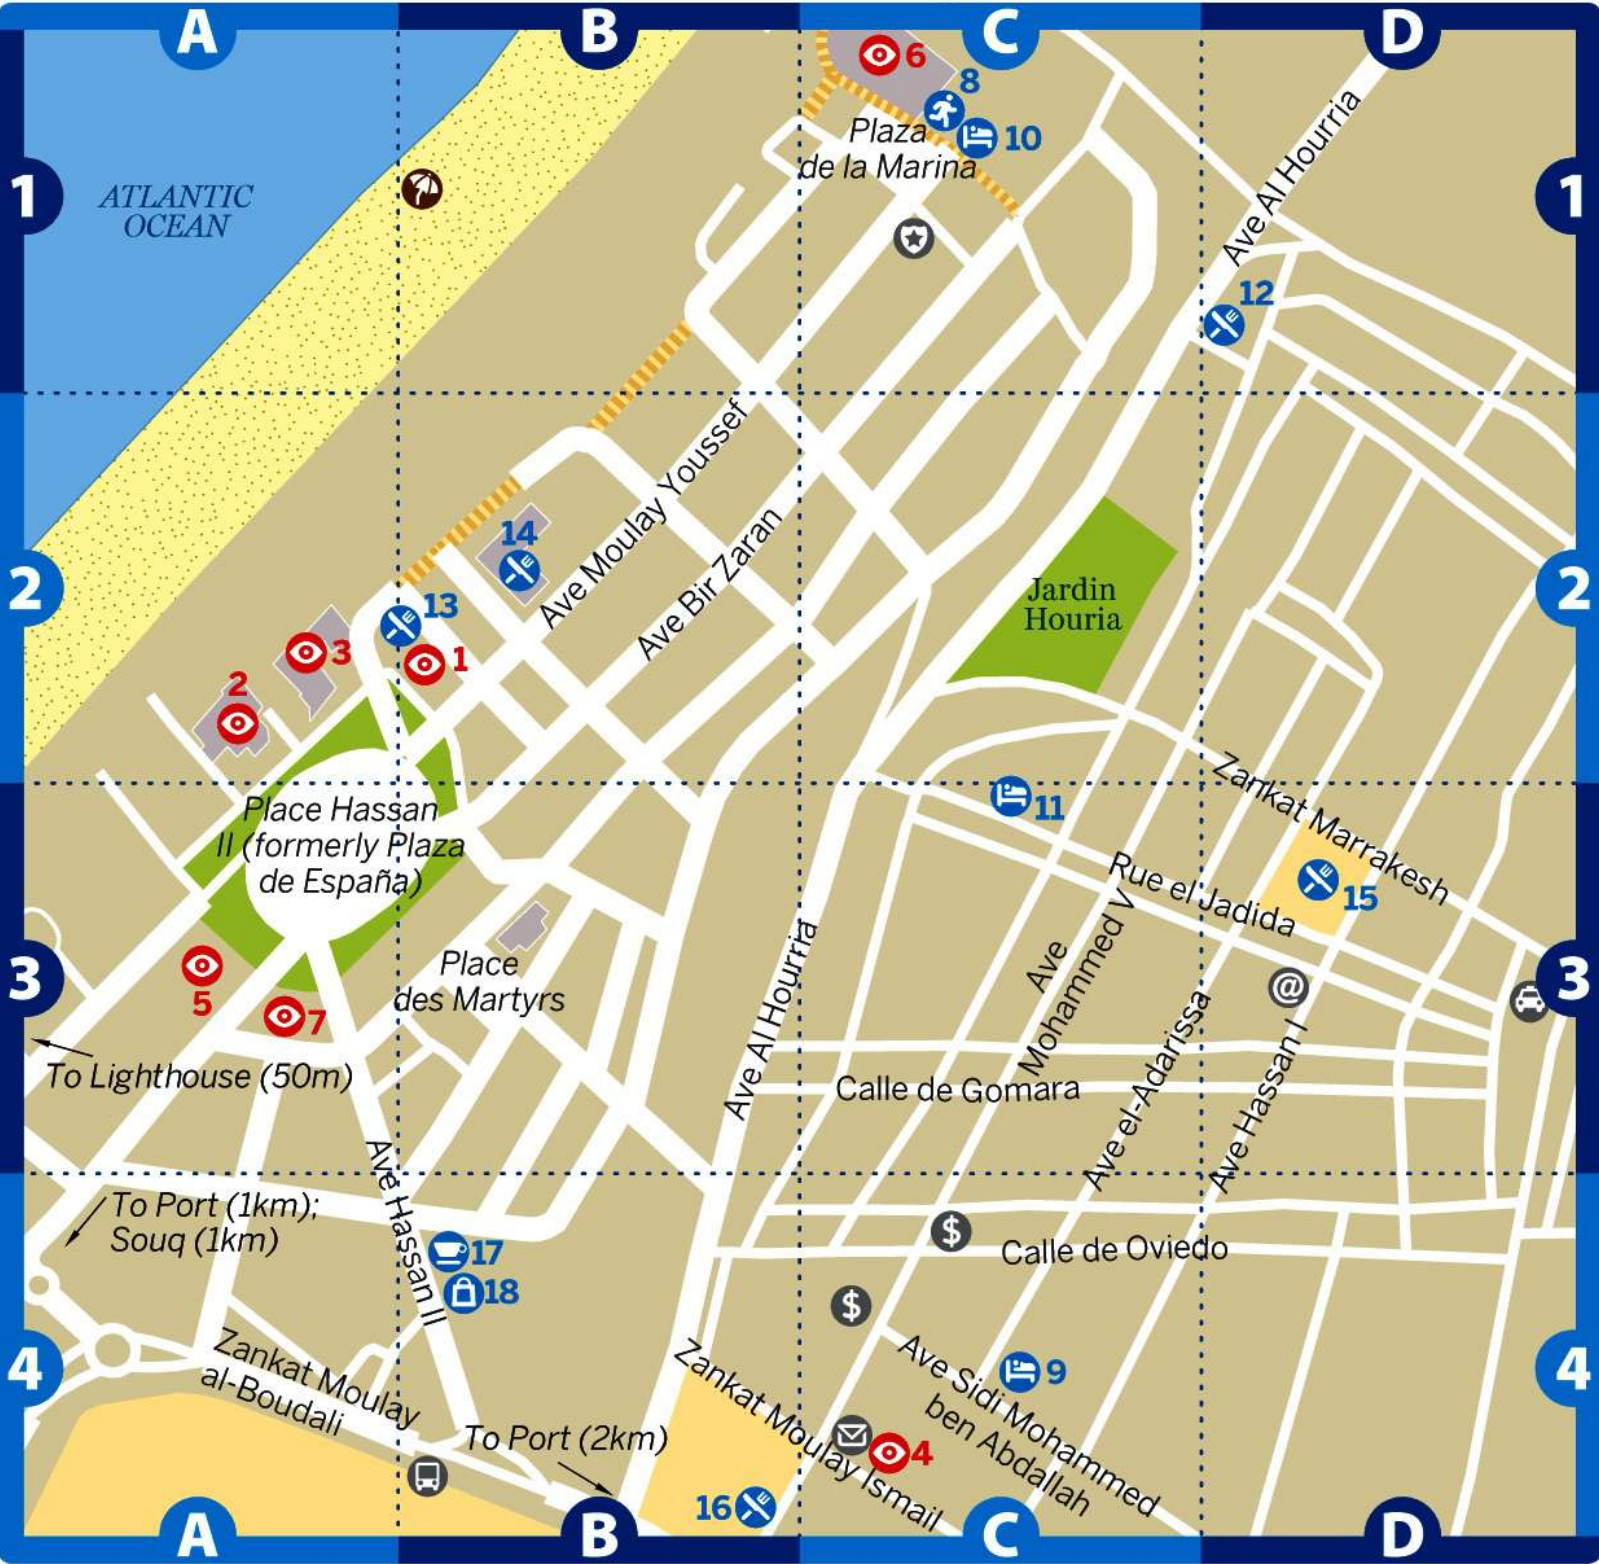 A
B
C
D
6
8
Plaza
de la Marina
10
1
ATLANTIC
OCEAN
Ave Al Hourria
1
12
Ave Moulay Youssef
14
Ave Bir Zaran
2
13
Jardin
Houria
2
3
1
2
Zankat Marrakesh
Place Hassan
II (formerly Plaza
de España)
11
Rue el Jadida
15
Ave
Mohammed V
3
5
7
Place
des Martyrs
Ave Al Hourria
@
3
To Lighthouse (50m)
Calle de Gomara
Ave el-Adarissa
Ave Hassan I
Ave Hassan II
To Port (1km);
Souq (1km)
17
18
$
Calle de Oviedo
$
4
Zankat Moulay
al-Boudali
To Port (2km)
Zankat Moulay Ismail
Ave Sidi Mohammed
ben Abdallah
9
4
4
16
A
B
C
D